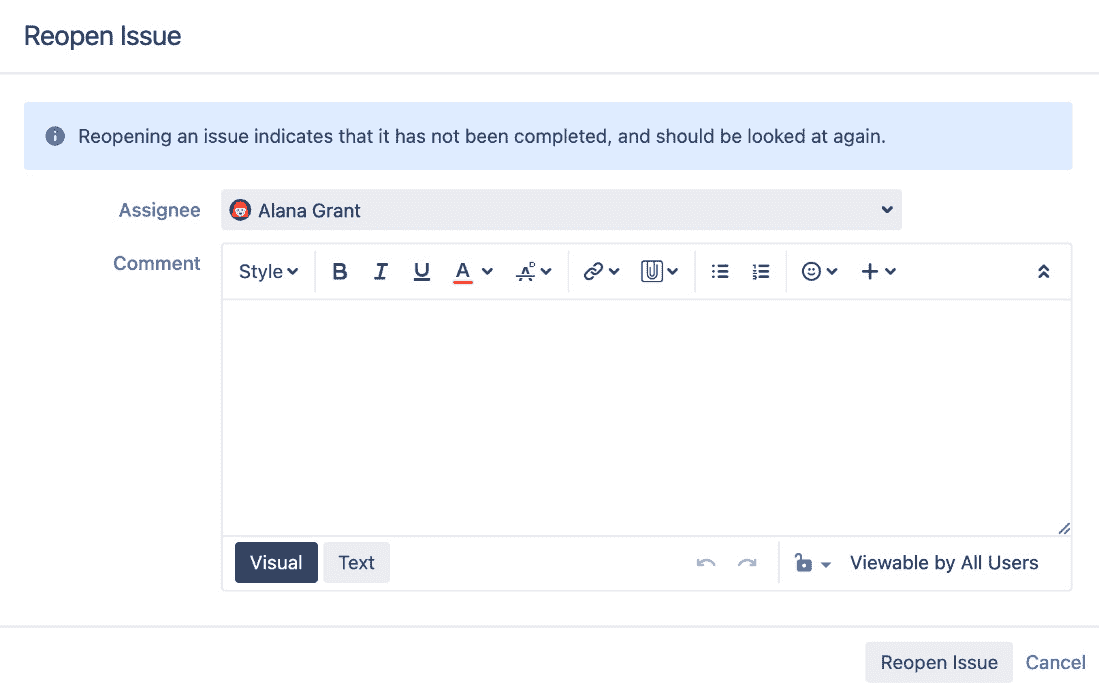 Reopen Issue
Reopening an issue indicates that it has not been completed, and should be looked at again.
Assignee Alana Grant
Comment Style B I U A
Visual Text Viewable by All Users
Reopen Issue Cancel